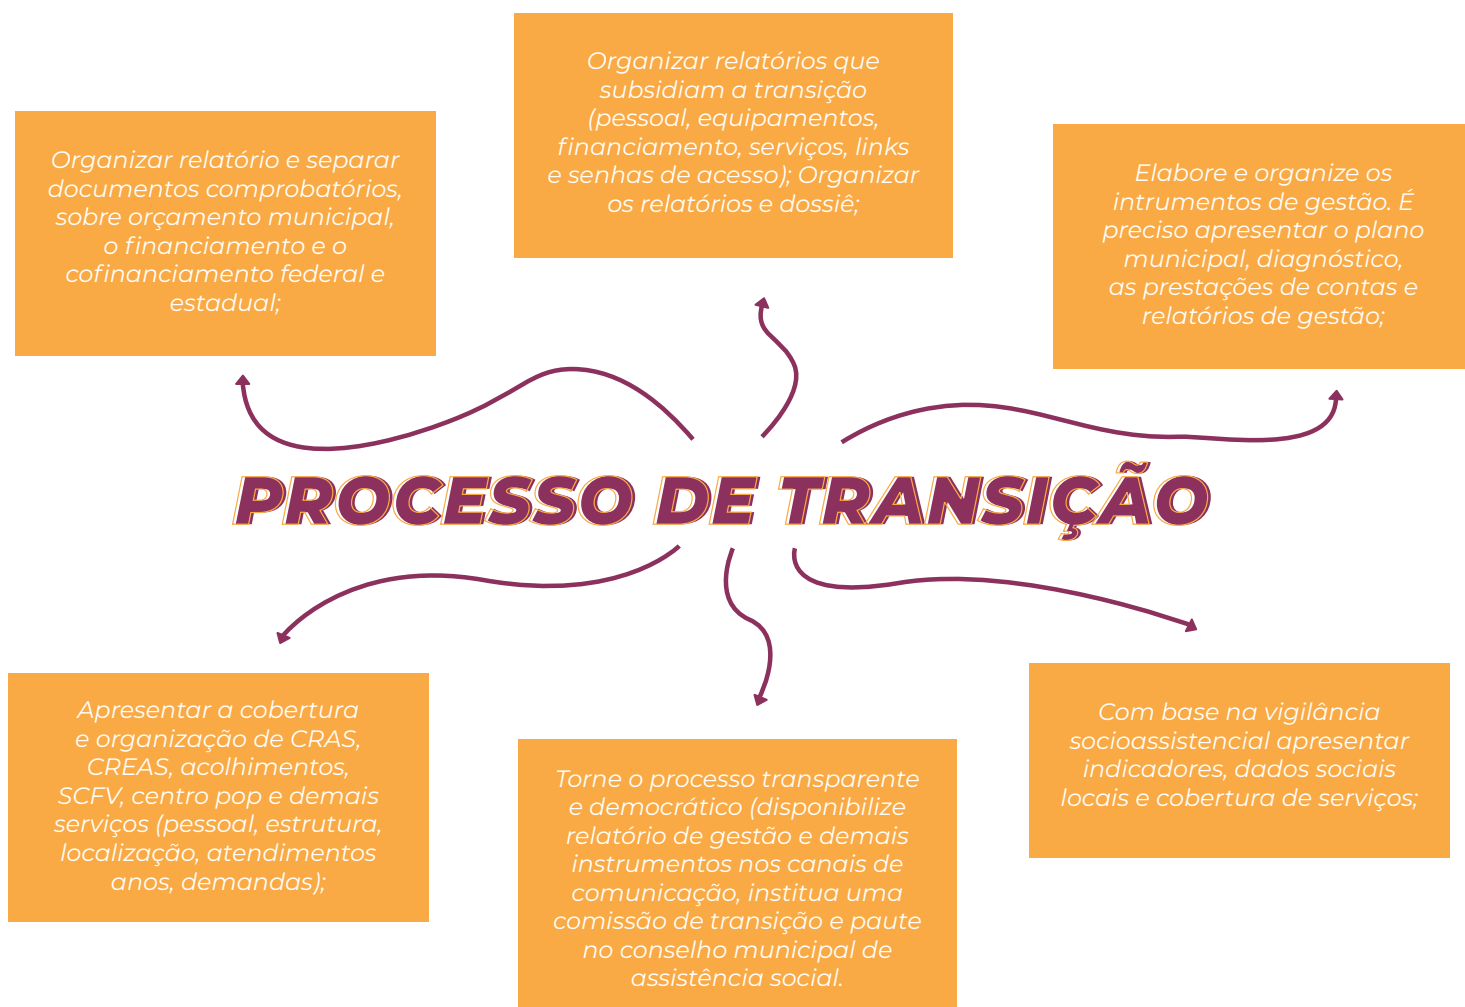 Organizar relatório e separar
documentos comprobatórios,
sobre orçamento municipal,
o financiamento e o
cofinanciamento federal e
estadual;
Organizar relatórios que
subsidiam a transição
(pessoal, equipamentos,
financiamento, serviços, links
e senhas de acesso); Organizar
os relatórios e dossiê;
Elabore e organize os
intrumentos de gestão. É
preciso apresentar o plano
municipal, diagnóstico,
as prestações de contas e
relatórios de gestão;
PROCESSO DE TRANSIÇÃO
Apresentar a cobertura
e organização de CRAS,
CREAS, acolhimentos,
SCFV, centro pop e demais
serviços (pessoal, estrutura,
localização, atendimentos
anos, demandas);
Torne o processo transparente
e democrático (disponibilize
relatório de gestão e demais
instrumentos nos canais de
comunicação, institua uma
comissão de transição e paute
no conselho municipal de
assistência social.
Com base na vigilância
socioassistencial apresentar
indicadores, dados sociais
locais e cobertura de serviços;